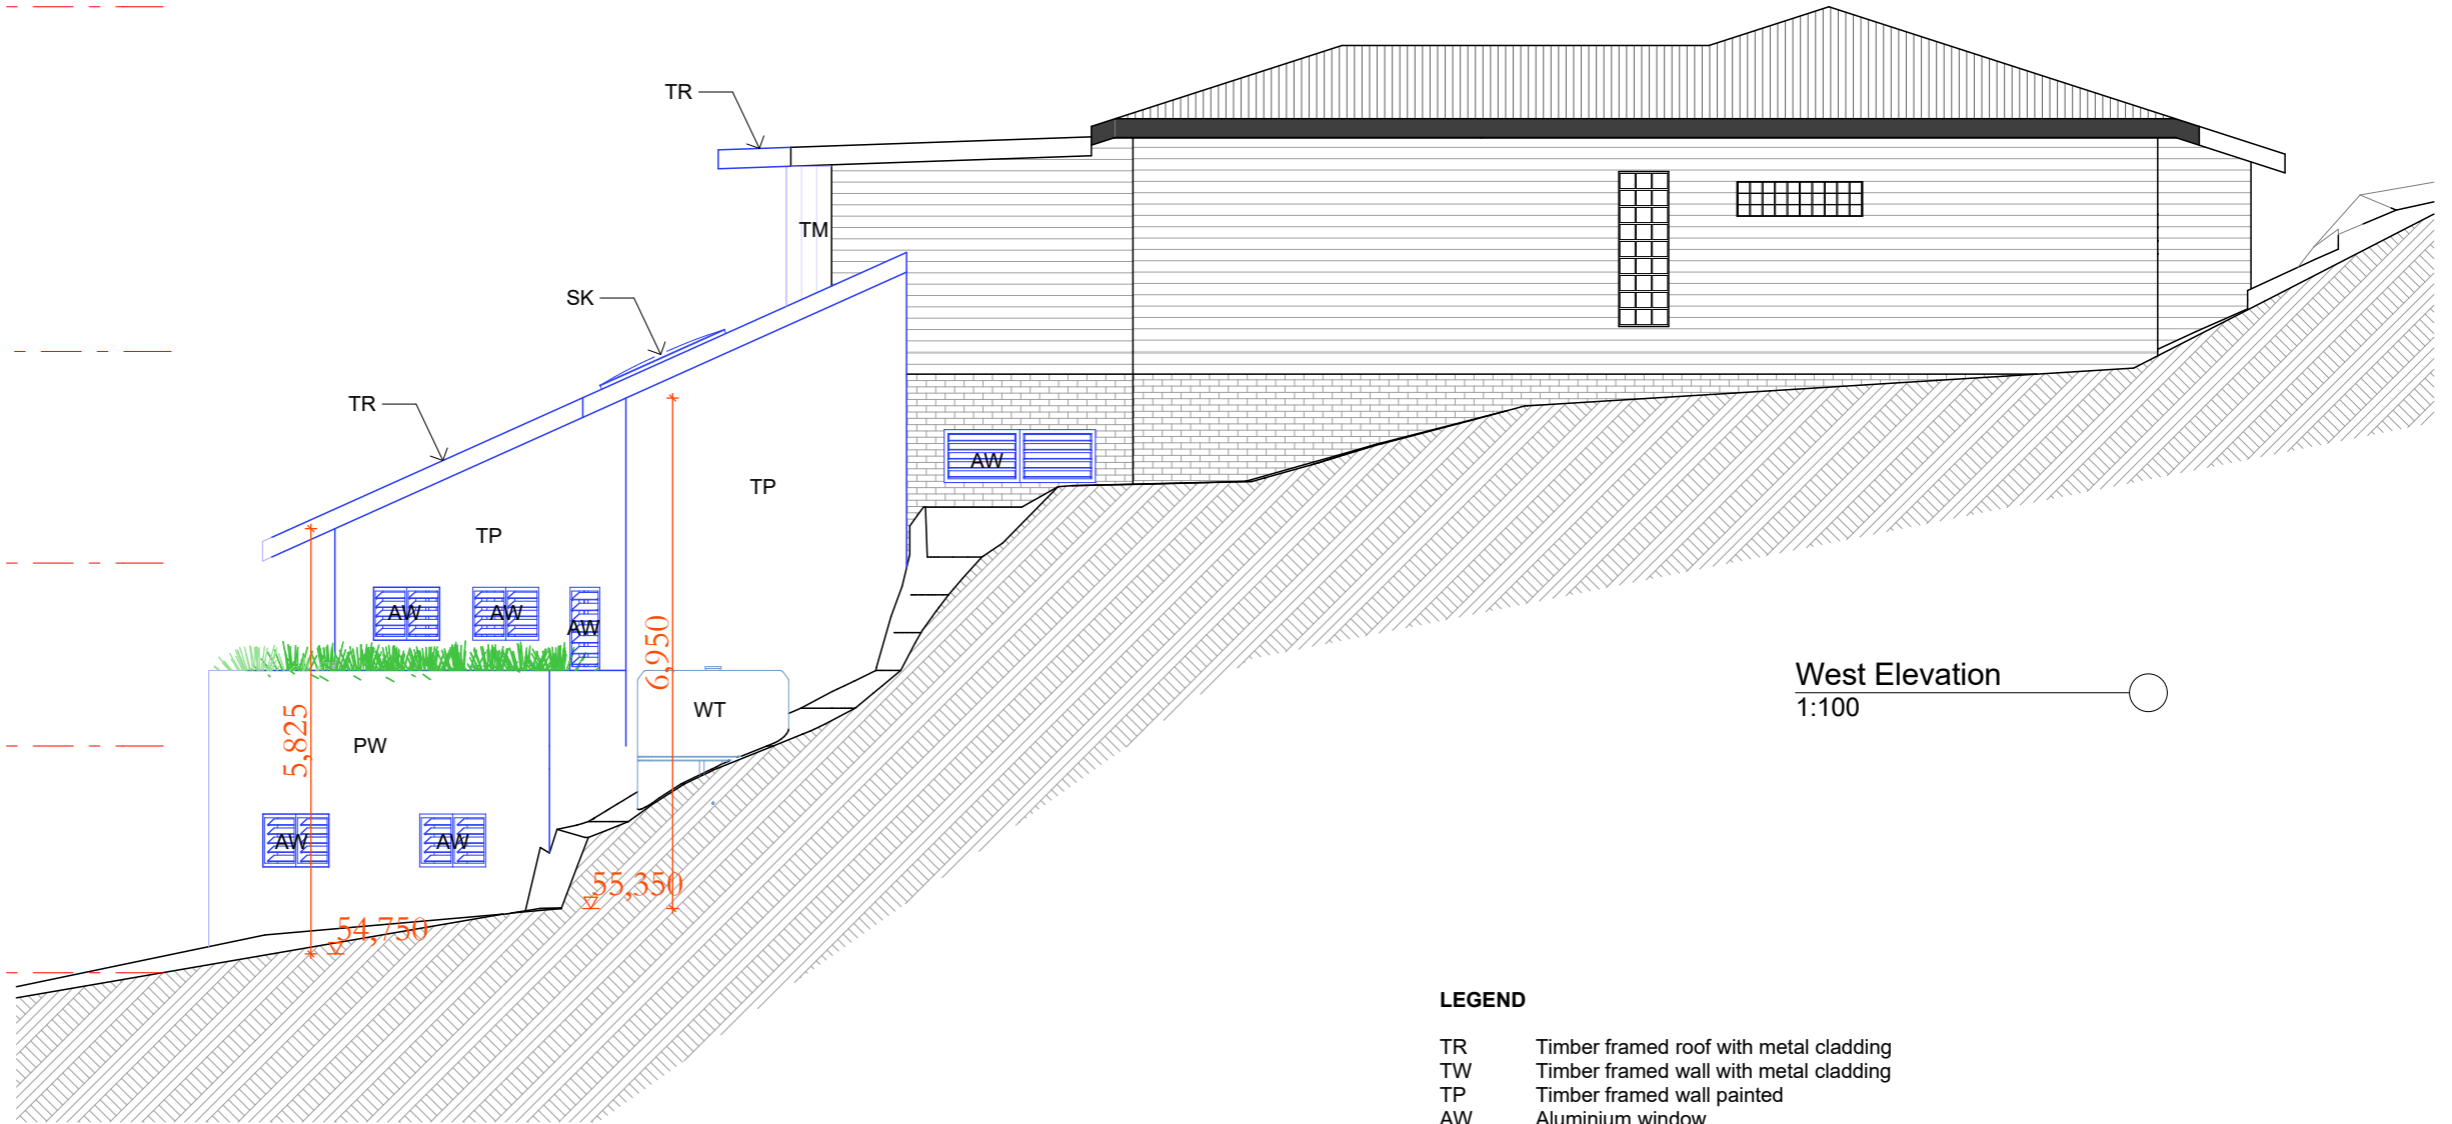 TR
TM
SK
TR
TP
AW
TP
AW
AW
AW
6,950
WT
5,825
PW
AW
AW
55,350
54,750
West Elevation
1:100
LEGEND
TR Timber framed roof with metal cladding
TW Timber framed wall with metal cladding
TP Timber framed wall painted
AW Aluminium window